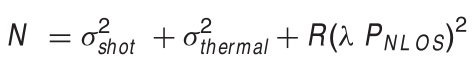 N = σ²_shot + σ²_thermal + R(λ P_NLOS)²